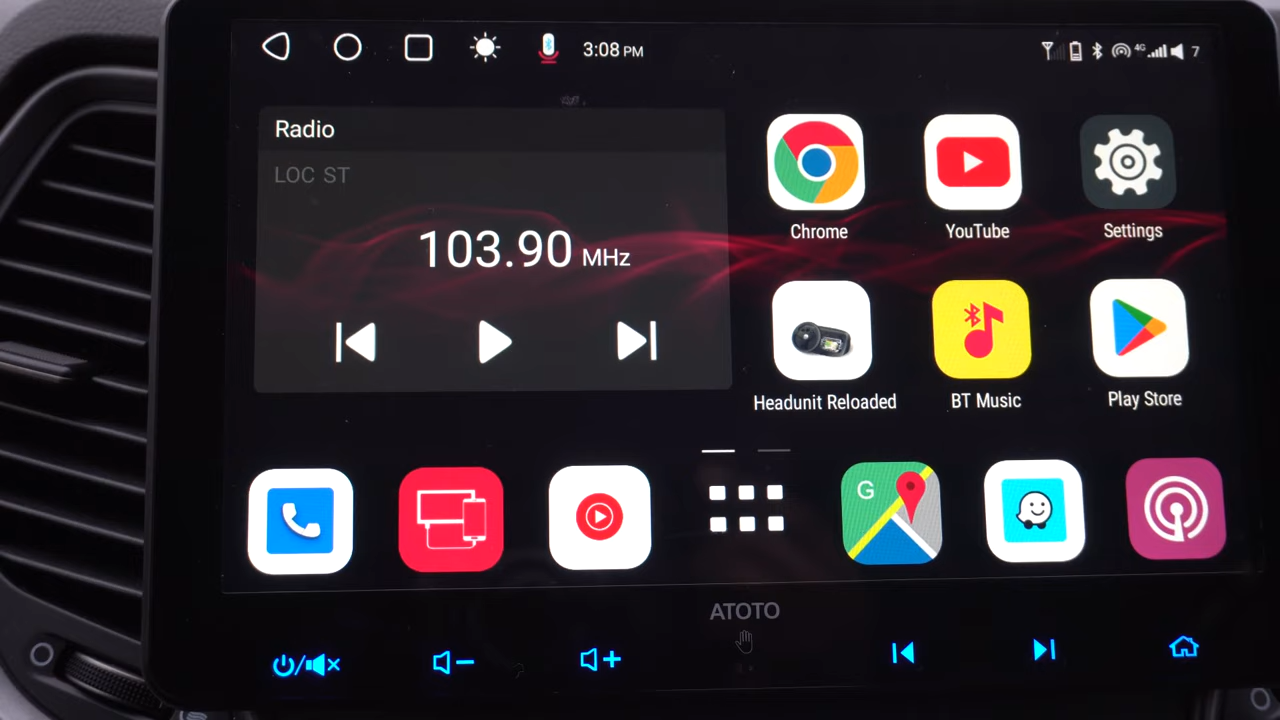 3:08 PM
4G
7
Radio
LOC ST
103.90 MHz
Chrome
YouTube
Settings
Headunit Reloaded
BT Music
Play Store
G
ATOTO